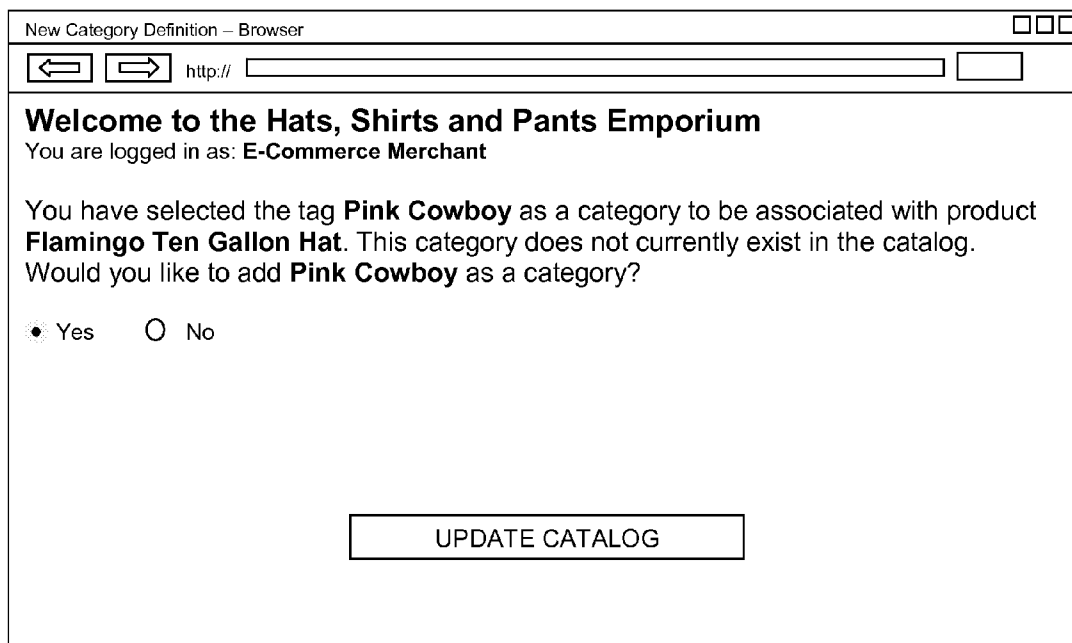 New Category Definition – Browser
http://
Welcome to the Hats, Shirts and Pants Emporium
You are logged in as: E-Commerce Merchant
You have selected the tag Pink Cowboy as a category to be associated with product
Flamingo Ten Gallon Hat. This category does not currently exist in the catalog.
Would you like to add Pink Cowboy as a category?
Yes No
UPDATE CATALOG